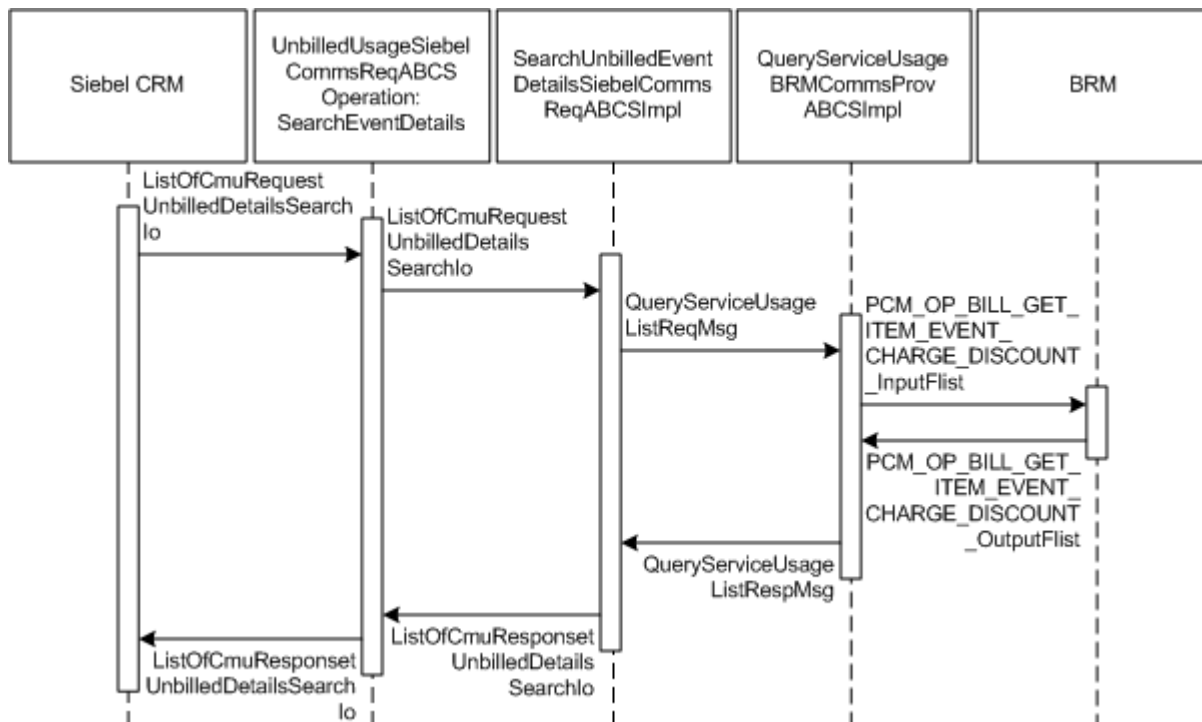 Siebel CRM
UnbilledUsageSiebel
CommsReqABCS
Operation:
SearchEventDetails
SearchUnbilledEvent
DetailsSiebelComms
ReqABCSImpl
QueryServiceUsage
BRMCommsProv
ABCSImpl
BRM
ListOfCmuRequest
UnbilledDetailsSearch
Io
ListOfCmuRequest
UnbilledDetails
SearchIo
QueryServiceUsage
ListReqMsg
PCM_OP_BILL_GET_
ITEM_EVENT_
CHARGE_DISCOUNT
_InputFlist
PCM_OP_BILL_GET_
ITEM_EVENT_
CHARGE_DISCOUNT
_OutputFlist
QueryServiceUsage
ListRespMsg
ListOfCmuResponset
UnbilledDetails
SearchIo
ListOfCmuResponset
UnbilledDetailsSearch
Io